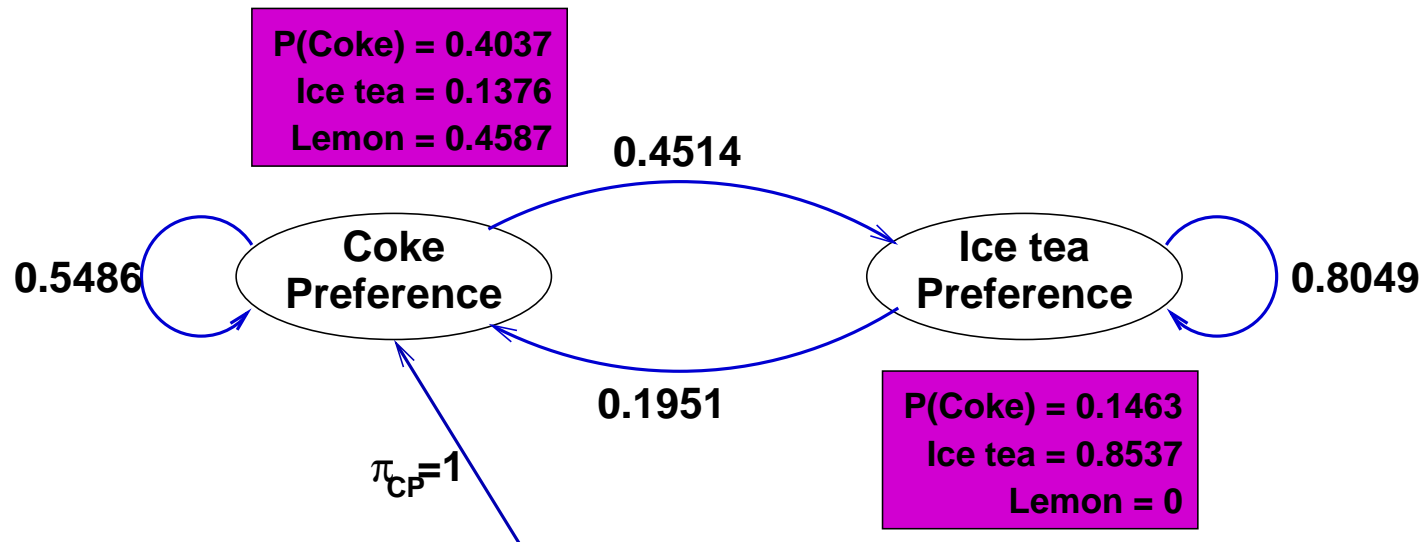 P(Coke) = 0.4037
Ice tea = 0.1376
Lemon = 0.4587
0.4514
Coke
Preference
Ice tea
Preference
0.5486
0.8049
0.1951
P(Coke) = 0.1463
Ice tea = 0.8537
Lemon = 0
πCP=1